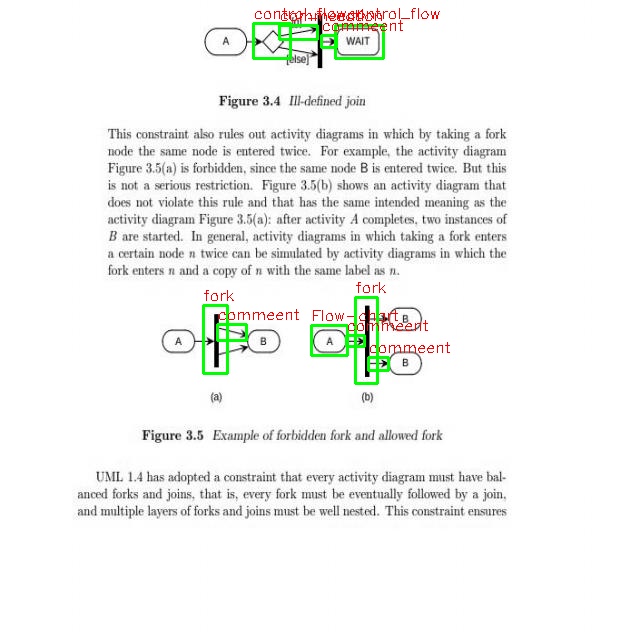 control_flow control_flow
commeection
commeent
A
WAIT
[else]
Figure 3.4 Ill-defined join
This constraint also rules out activity diagrams in which by taking a fork
node the same node is entered twice. For example, the activity diagram
Figure 3.5(a) is forbidden, since the same node B is entered twice. But this
is not a serious restriction. Figure 3.5(b) shows an activity diagram that
does not violate this rule and that has the same intended meaning as the
activity diagram Figure 3.5(a): after activity A completes, two instances of
B are started. In general, activity diagrams in which taking a fork enters
a certain node n twice can be simulated by activity diagrams in which the
fork enters n and a copy of n with the same label as n.
fork
commeent
A
B
(a)
fork
Flow-chart
commeent
commeent
A
B
B
(b)
Figure 3.5 Example of forbidden fork and allowed fork
UML 1.4 has adopted a constraint that every activity diagram must have bal-
anced forks and joins, that is, every fork must be eventually followed by a join,
and multiple layers of forks and joins must be well nested. This constraint ensures